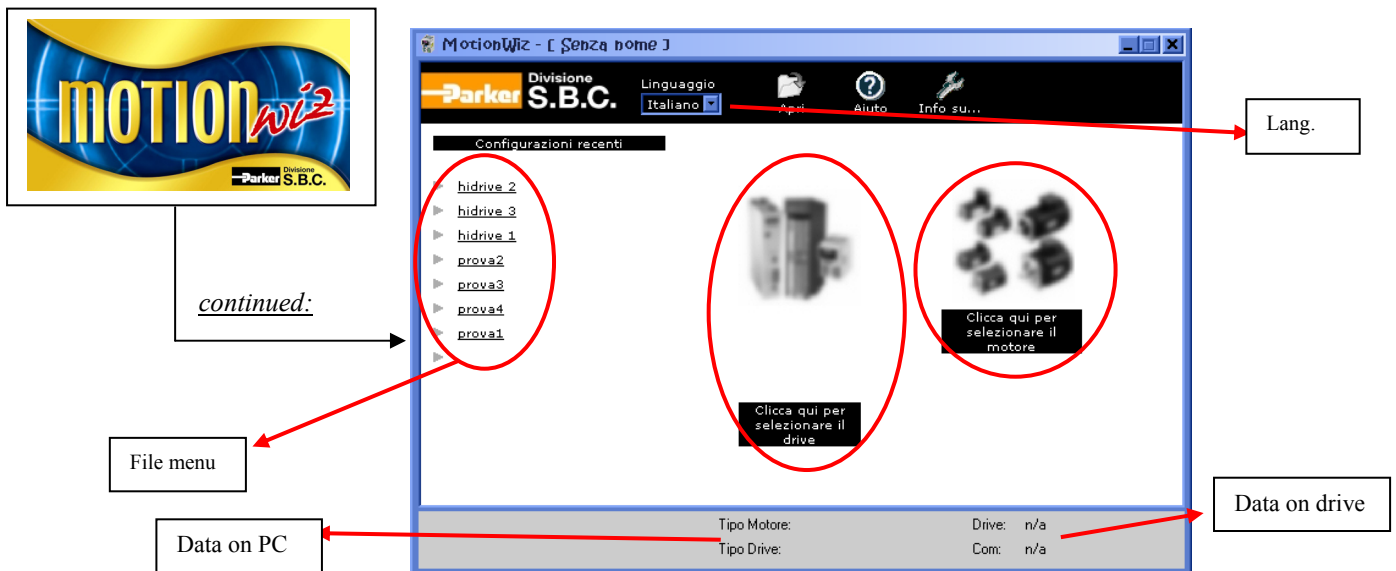 MOTIONwiz
Parker Divisione S.B.C.
continued:
File menu
Data on PC
MotionWiz - [ Senza nome ]
Parker Divisione S.B.C.
Linguaggio
Italiano
Apri
Aiuto
Info su...
Configurazioni recenti
hidrive 2
hidrive 3
hidrive 1
prova2
prova3
prova4
prova1
Clicca qui per
selezionare il
drive
Clicca qui per
selezionare il
motore
Tipo Motore:
Drive: n/a
Tipo Drive:
Com: n/a
Lang.
Data on drive